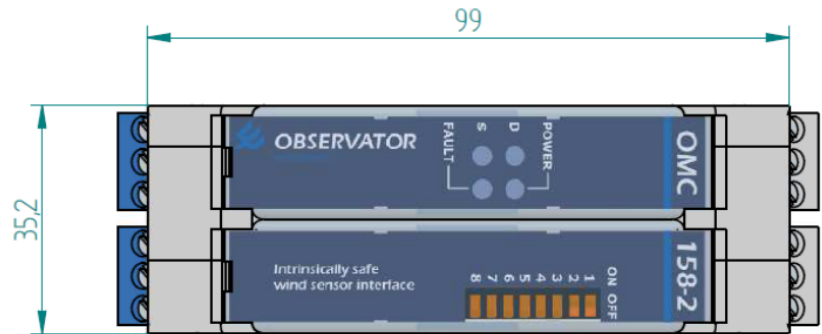 99
35,2
OBSERVATOR
FAULT
S
D
POWER
OMC
158-2
Intrinsically safe
wind sensor interface
8 7 6 5 4 3 2 1
ON OFF